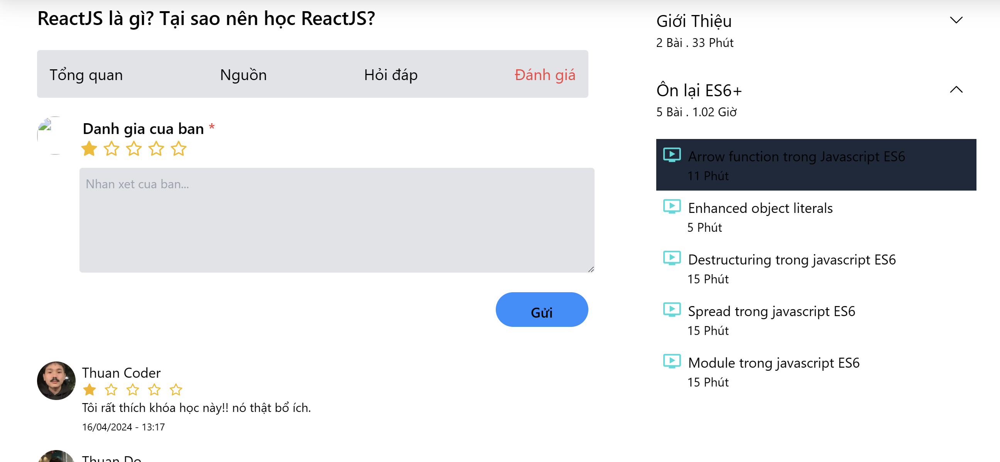 ReactJS là gì? Tại sao nên học ReactJS?
Tổng quan
Nguồn
Hỏi đáp
Đánh giá
Danh gia cua ban *
Nhan xet cua ban...
Gửi
Thuan Coder
Tôi rất thích khóa học này!! nó thật bổ ích.
16/04/2024 - 13:17
Thuan Do
Giới Thiệu
2 Bài . 33 Phút
Ôn lại ES6+
5 Bài . 1.02 Giờ
Arrow function trong Javascript ES6
11 Phút
Enhanced object literals
5 Phút
Destructuring trong javascript ES6
15 Phút
Spread trong javascript ES6
15 Phút
Module trong javascript ES6
15 Phút